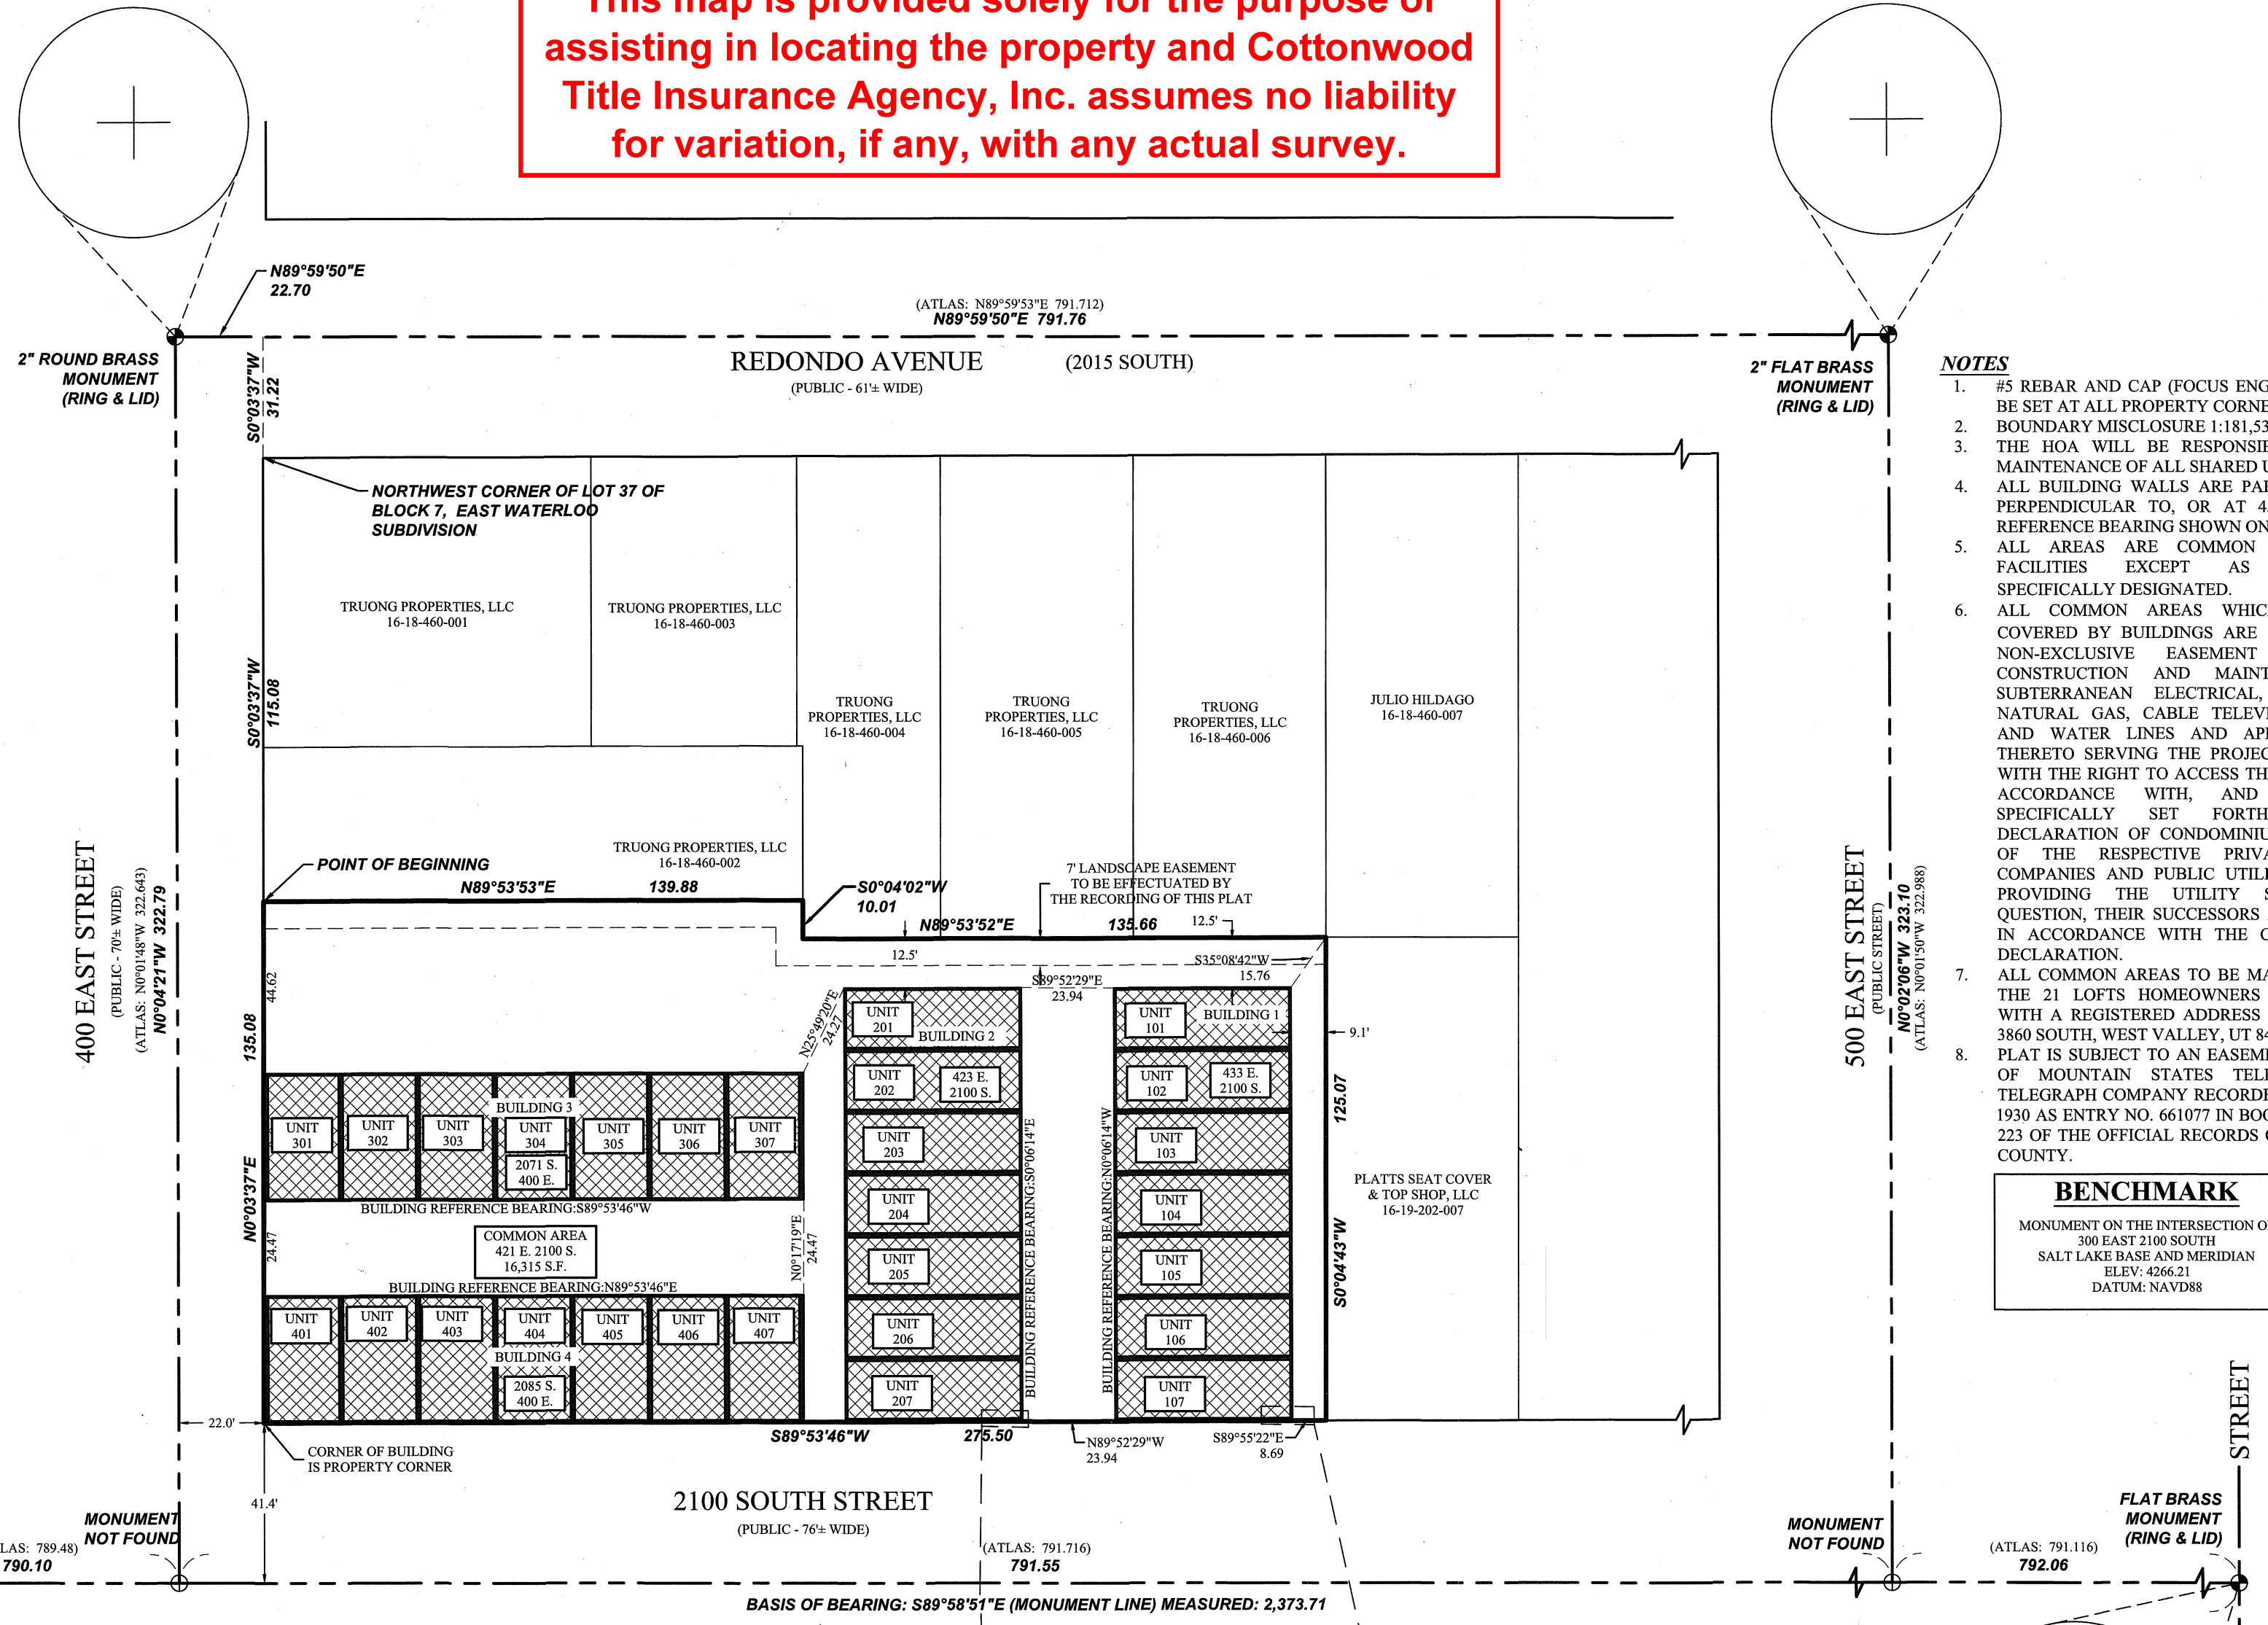 This map is provided solely for the purpose of
assisting in locating the property and Cottonwood
Title Insurance Agency, Inc. assumes no liability
for variation, if any, with any actual survey.
N89°59'50"E
22.70
(ATLAS: N89°59'53"E 791.712)
N89°59'50"E 791.76
2" ROUND BRASS
MONUMENT
(RING & LID)
S0°03'37"W
31.22
REDONDO AVENUE (2015 SOUTH)
(PUBLIC - 61'± WIDE)
2" FLAT BRASS
MONUMENT
(RING & LID)
NORTHWEST CORNER OF LOT 37 OF
BLOCK 7, EAST WATERLOO
SUBDIVISION
TRUONG PROPERTIES, LLC
16-18-460-001
TRUONG PROPERTIES, LLC
16-18-460-003
TRUONG
PROPERTIES, LLC
16-18-460-004
TRUONG
PROPERTIES, LLC
16-18-460-005
TRUONG
PROPERTIES, LLC
16-18-460-006
JULIO HILDAGO
16-18-460-007
S0°03'37"W
115.08
TRUONG PROPERTIES, LLC
16-18-460-002
POINT OF BEGINNING
N89°53'53"E 139.88
S0°04'02"W
10.01
7' LANDSCAPE EASEMENT
TO BE EFFECTUATED BY
THE RECORDING OF THIS PLAT
N89°53'52"E 135.66
12.5'
12.5'
S35°08'42"W
15.76
S89°52'29"E
23.94
N25°49'20"E
24.27
400 EAST STREET
(PUBLIC - 70'± WIDE)
(ATLAS: N0°01'48"W 322.643)
N0°04'21"W 322.79
44.62
135.08
N0°03'37"E
24.47
UNIT
201
BUILDING 2
UNIT
202
423 E.
2100 S.
UNIT
203
UNIT
204
UNIT
205
UNIT
206
UNIT
207
BUILDING REFERENCE BEARING:S0°06'14"E
UNIT
101
BUILDING 1
UNIT
102
433 E.
2100 S.
UNIT
103
UNIT
104
UNIT
105
UNIT
106
UNIT
107
BUILDING REFERENCE BEARING:N0°06'14"W
9.1'
125.07
S0°04'43"W
BUILDING 3
UNIT
301
UNIT
302
UNIT
303
UNIT
304
UNIT
305
UNIT
306
UNIT
307
2071 S.
400 E.
BUILDING REFERENCE BEARING:S89°53'46"W
COMMON AREA
421 E. 2100 S.
16,315 S.F.
N0°17'19"E
24.47
BUILDING REFERENCE BEARING:N89°53'46"E
UNIT
401
UNIT
402
UNIT
403
UNIT
404
UNIT
405
UNIT
406
UNIT
407
BUILDING 4
2085 S.
400 E.
PLATTS SEAT COVER
& TOP SHOP, LLC
16-19-202-007
22.0'
S89°53'46"W 275.50
N89°52'29"W
23.94
S89°55'22"E
8.69
CORNER OF BUILDING
IS PROPERTY CORNER
41.4'
2100 SOUTH STREET
(PUBLIC - 76'± WIDE)
MONUMENT
NOT FOUND
LAS: 789.48)
790.10
(ATLAS: 791.716)
791.55
BASIS OF BEARING: S89°58'51"E (MONUMENT LINE) MEASURED: 2,373.71
MONUMENT
NOT FOUND
(ATLAS: 791.116)
792.06
FLAT BRASS
MONUMENT
(RING & LID)
STREET
500 EAST STREET
(PUBLIC STREET)
N0°02'06"W 323.10
(ATLAS: N0°01'50"W 322.988)
NOTES
1. #5 REBAR AND CAP (FOCUS ENG
BE SET AT ALL PROPERTY CORNE
2. BOUNDARY MISCLOSURE 1:181,53
3. THE HOA WILL BE RESPONSIB
MAINTENANCE OF ALL SHARED U
4. ALL BUILDING WALLS ARE PAR
PERPENDICULAR TO, OR AT 4
REFERENCE BEARING SHOWN ON
5. ALL AREAS ARE COMMON
FACILITIES EXCEPT AS
SPECIFICALLY DESIGNATED.
6. ALL COMMON AREAS WHIC
COVERED BY BUILDINGS ARE
NON-EXCLUSIVE EASEMENT
CONSTRUCTION AND MAINT
SUBTERRANEAN ELECTRICAL,
NATURAL GAS, CABLE TELEV
AND WATER LINES AND AP
THERETO SERVING THE PROJEC
WITH THE RIGHT TO ACCESS TH
ACCORDANCE WITH, AND
SPECIFICALLY SET FORTH
DECLARATION OF CONDOMINIU
OF THE RESPECTIVE PRIVA
COMPANIES AND PUBLIC UTIL
PROVIDING THE UTILITY S
QUESTION, THEIR SUCCESSORS
IN ACCORDANCE WITH THE C
DECLARATION.
7. ALL COMMON AREAS TO BE MA
THE 21 LOFTS HOMEOWNERS
WITH A REGISTERED ADDRESS
3860 SOUTH, WEST VALLEY, UT 84
8. PLAT IS SUBJECT TO AN EASEM
OF MOUNTAIN STATES TEL
TELEGRAPH COMPANY RECORDE
1930 AS ENTRY NO. 661077 IN BOO
223 OF THE OFFICIAL RECORDS O
COUNTY.
BENCHMARK
MONUMENT ON THE INTERSECTION O
300 EAST 2100 SOUTH
SALT LAKE BASE AND MERIDIAN
ELEV: 4266.21
DATUM: NAVD88